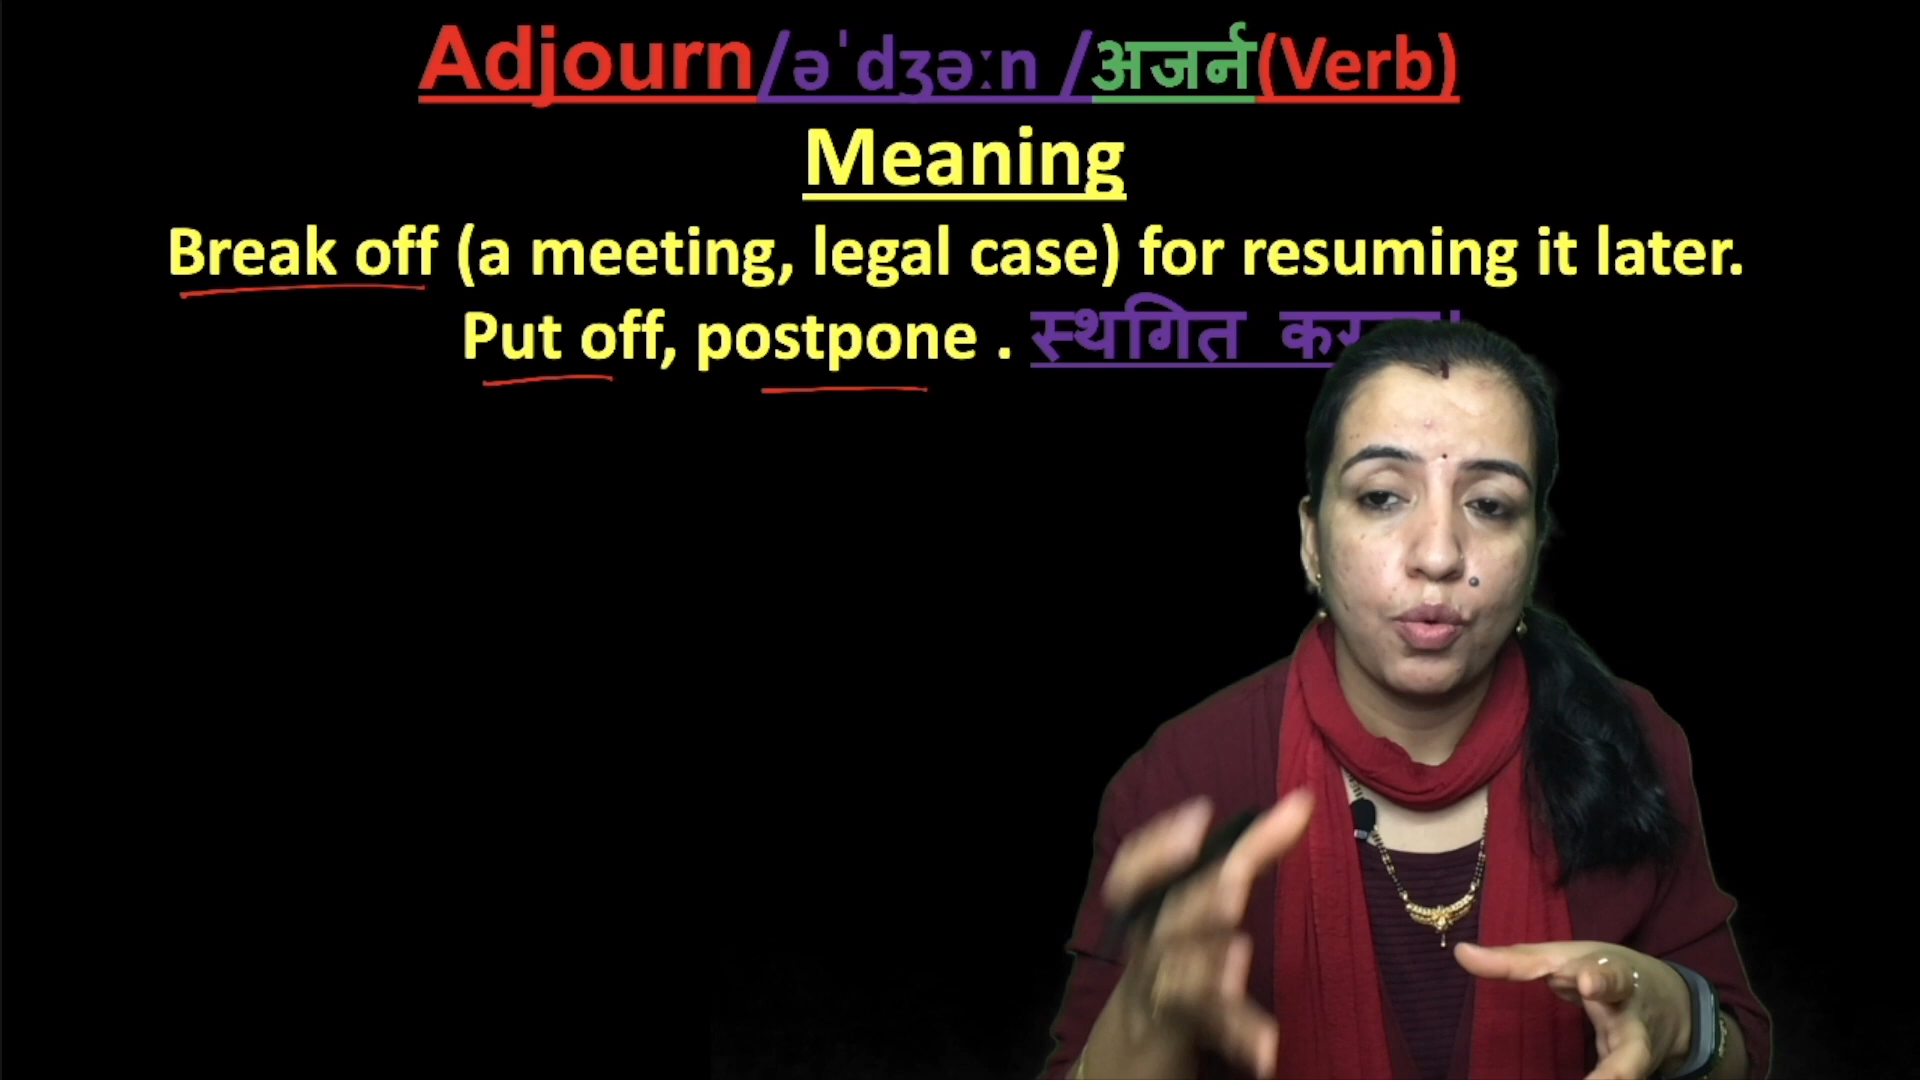 Adjourn/əˈdʒəːn /अजर्न(Verb)
Meaning
Break off (a meeting, legal case) for resuming it later.
Put off, postpone . स्थगित